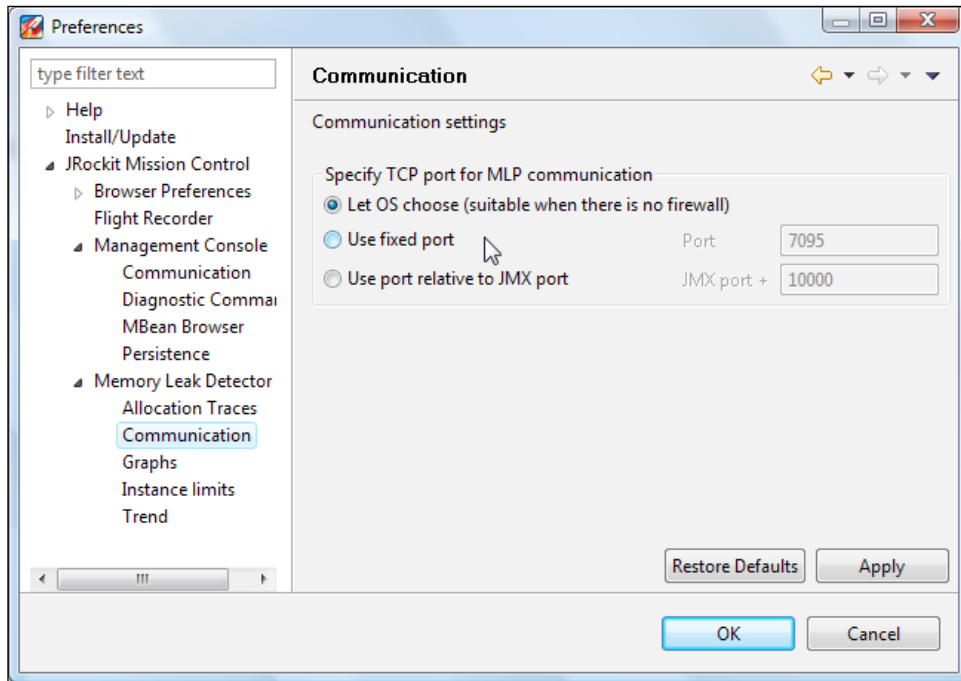 Preferences
type filter text
Help
Install/Update
JRockit Mission Control
Browser Preferences
Flight Recorder
Management Console
Communication
Diagnostic Commar
MBean Browser
Persistence
Memory Leak Detector
Allocation Traces
Communication
Graphs
Instance limits
Trend
Communication
Communication settings
Specify TCP port for MLP communication
Let OS choose (suitable when there is no firewall)
Use fixed port Port 7095
Use port relative to JMX port JMX port + 10000
Restore Defaults Apply
OK Cancel